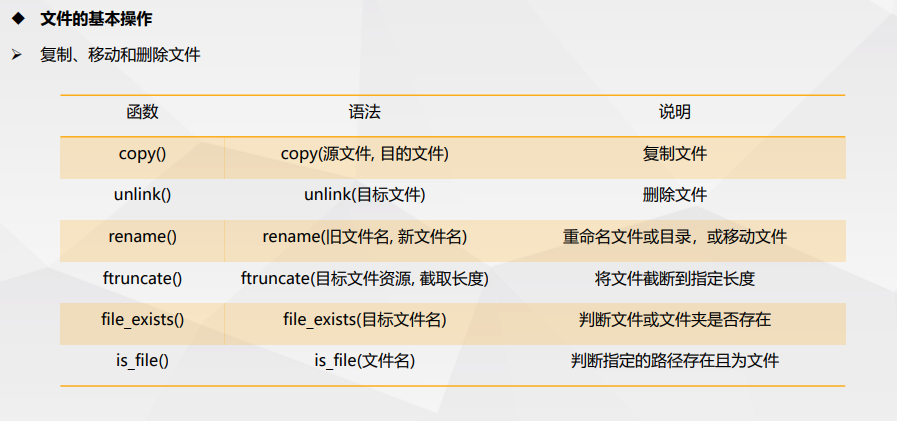 文件的基本操作
复制、移动和删除文件
函数 语法 说明
copy() copy(源文件, 目的文件) 复制文件
unlink() unlink(目标文件) 删除文件
rename() rename(旧文件名, 新文件名) 重命名文件或目录，或移动文件
ftruncate() ftruncate(目标文件资源, 截取长度) 将文件截断到指定长度
file_exists() file_exists(目标文件名) 判断文件或文件夹是否存在
is_file() is_file(文件名) 判断指定的路径存在且为文件